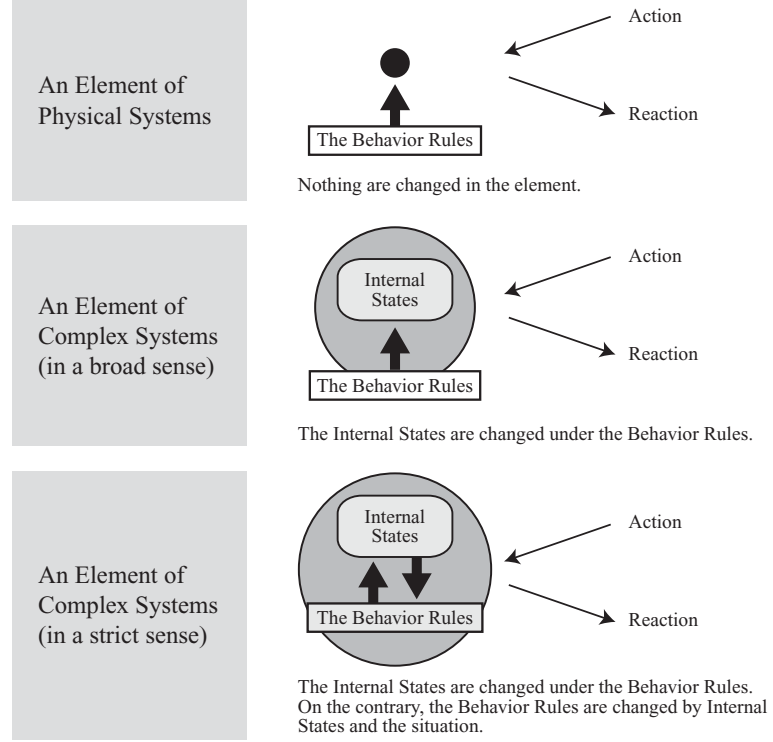 An Element of
Physical Systems
Action
Reaction
The Behavior Rules
Nothing are changed in the element.
An Element of
Complex Systems
(in a broad sense)
Internal
States
The Behavior Rules
Action
Reaction
The Internal States are changed under the Behavior Rules.
An Element of
Complex Systems
(in a strict sense)
Internal
States
The Behavior Rules
Action
Reaction
The Internal States are changed under the Behavior Rules.
On the contrary, the Behavior Rules are changed by Internal
States and the situation.